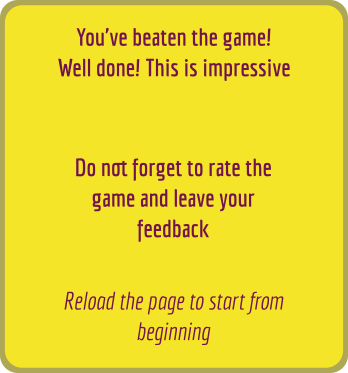 You've beaten the game!
Well done! This is impressive
Do not forget to rate the
game and leave your
feedback
Reload the page to start from
beginning